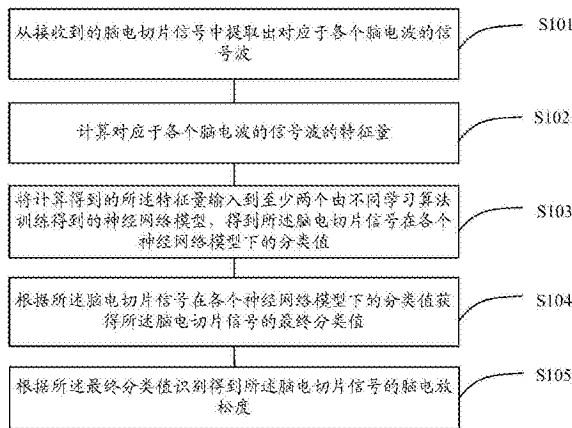 从接收到的脑电切片信号中提取出对应于各个脑电波的信
号波
S101
计算对应于各个脑电波的信号波的特征量
S102
将计算得到的所述特征量输入到至少两个由不同学习算法
训练得到的神经网络模型，得到所述脑电切片信号在各个
神经网络模型下的分类值
S103
根据所述脑电切片信号在各个神经网络模型下的分类值获
得所述脑电切片信号的最终分类值
S104
根据所述最终分类值识别得到所述脑电切片信号的脑电放
松度
S105